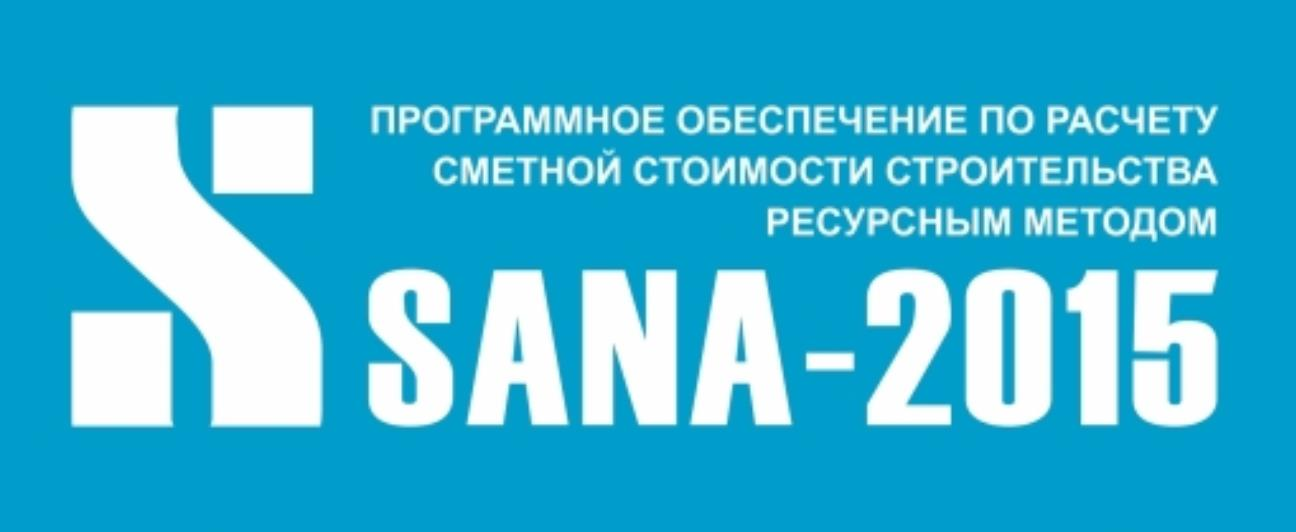 ПРОГРАММНОЕ ОБЕСПЕЧЕНИЕ ПО РАСЧЕТУ
СМЕТНОЙ СТОИМОСТИ СТРОИТЕЛЬСТВА
РЕСУРСНЫМ МЕТОДОМ
SANA-2015